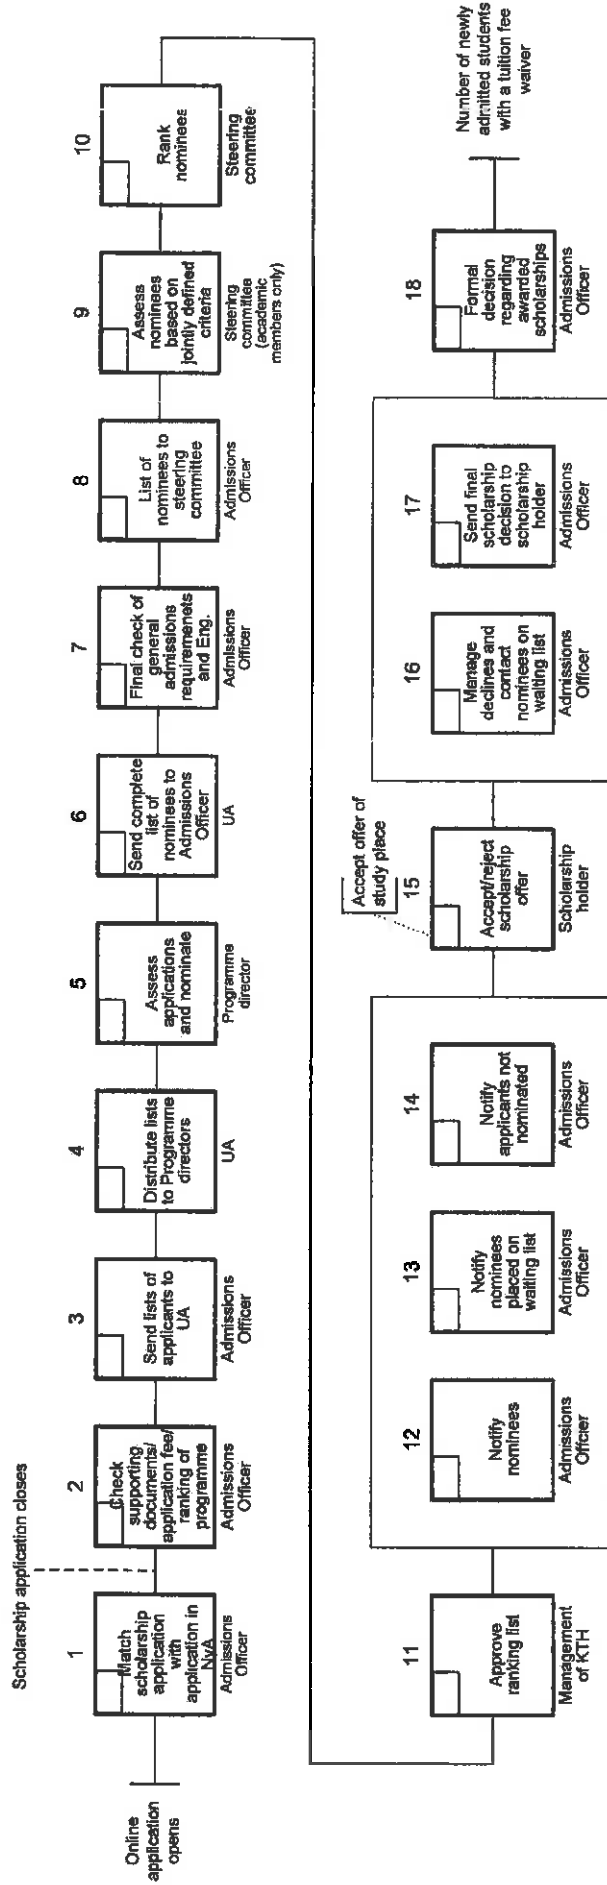 Online
application
opens
Scholarship application closes
1
Match
scholarship
application
with
application in
NyA
Admissions
Officer
2
Check
supporting
documents/
application fee/
ranking of
programme
Admissions
Officer
3
Send lists of
applicants to
UA
Admissions
Officer
4
Distribute lists
to Programme
directors
UA
5
Assess
applications
and nominate
Programme
director
6
Send complete
list of
nominees to
Admissions
Officer
UA
7
Final check of
general
admissions
requiremenets
and Eng.
Admissions
Officer
8
List of
nominees to
steering
committee
Admissions
Officer
9
Assess
nominees
based on
jointly defined
criteria
Steering
committee
(academic
members only)
10
Rank
nominees
Steering
committee
11
Approve
ranking list
Management
of KTH
12
Notify
nominees
Admissions
Officer
13
Notify
nominees
placed on
waiting list
Admissions
Officer
14
Notify
applicants not
nominated
Admissions
Officer
Accept offer of
study place
15
Accept/reject
scholarship
offer
Scholarship
holder
16
Manage
declines and
contact
nominees on
waiting list
Admissions
Officer
17
Send final
scholarship
decision to
scholarship
holder
Admissions
Officer
18
Formal
decision
regarding
awarded
scholarships
Admissions
Officer
Number of newly
admitted students
with a tuition fee
waiver